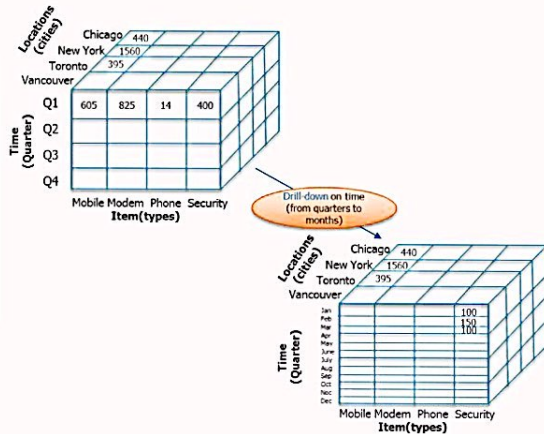 Locations
(cities)
Chicago 440
New York 1560
Toronto 395
Vancouver
Time
(Quarter)
Q1 605 825 14 400
Q2
Q3
Q4
Mobile Modem Phone Security
Item(types)
Drill-down on time
(from quarters to
months)
Locations
(cities)
Chicago 440
New York 1560
Toronto 395
Vancouver
Time
(Quarter)
Jan 100
Feb 150
Mar 100
Apr
May
June
July
Aug
Sep
Oct
Nov
Dec
Mobile Modem Phone Security
Item(types)